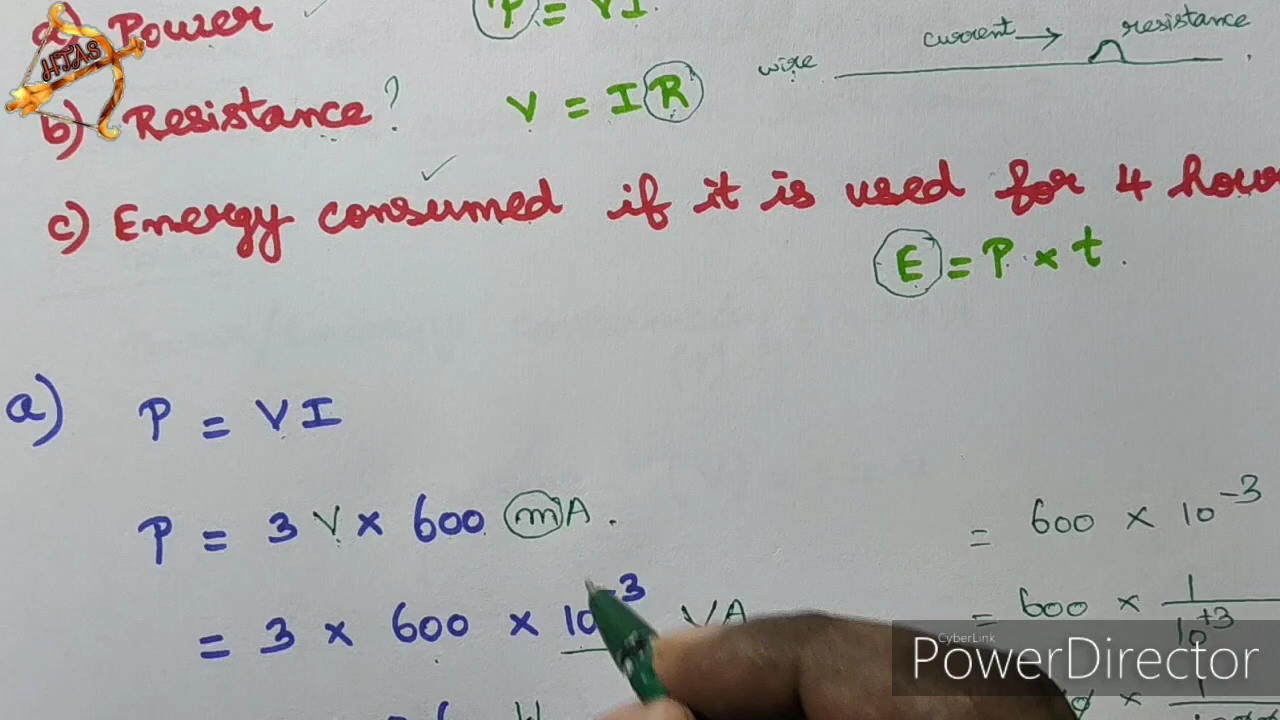 HTAS
a) Power P = VI.
current → resistance
wire
b) Resistance? V = IR
c) Energy consumed if it is used for 4 hour
E = P × t.
a) P = VI
P = 3 V × 600 mA.
= 600 × 10⁻³
= 3 × 600 × 10⁻³ VA
= 600 × 1/10⁺³
CyberLink
PowerDirector